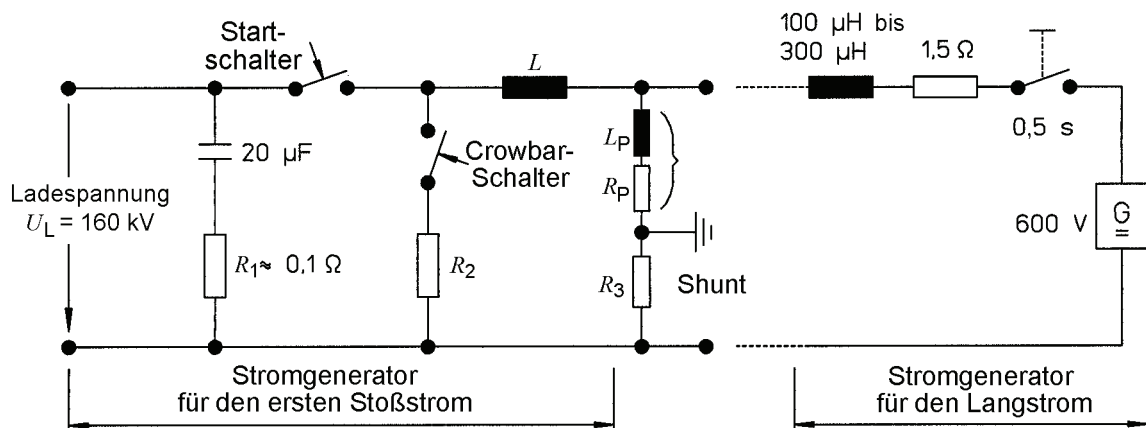 Start-
schalter
L
100 µH bis
300 µH
1,5 Ω
0,5 s
20 µF
Crowbar-
Schalter
L_P
R_P
Ladespannung
U_L = 160 kV
R_1 ≈ 0,1 Ω
R_2
R_3
Shunt
600 V
G
Stromgenerator
für den ersten Stoßstrom
Stromgenerator
für den Langstrom